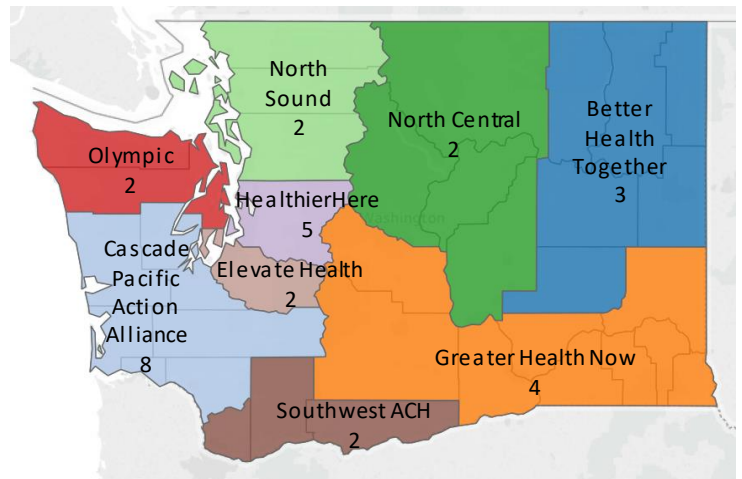 North
Sound
2
North Central
2
Better
Health
Together
3
Olympic
2
HealthierHere
5
Washington
Cascade
Pacific
Action
Alliance
8
Elevate Health
2
Greater Health Now
4
Southwest ACH
2